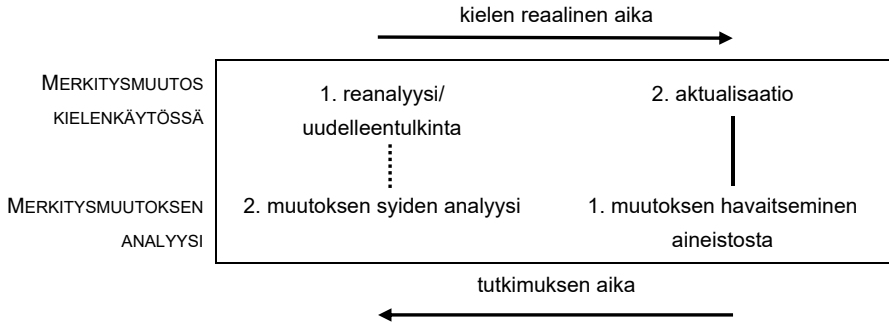 kielen reaalinen aika
MERKITYSMUUTOS
KIELENKÄYTÖSSÄ
1. reanalyysi/
uudelleentulkinta
2. aktualisaatio
MERKITYSMUUTOKSEN
ANALYYSI
2. muutoksen syiden analyysi
1. muutoksen havaitseminen
aineistosta
tutkimuksen aika